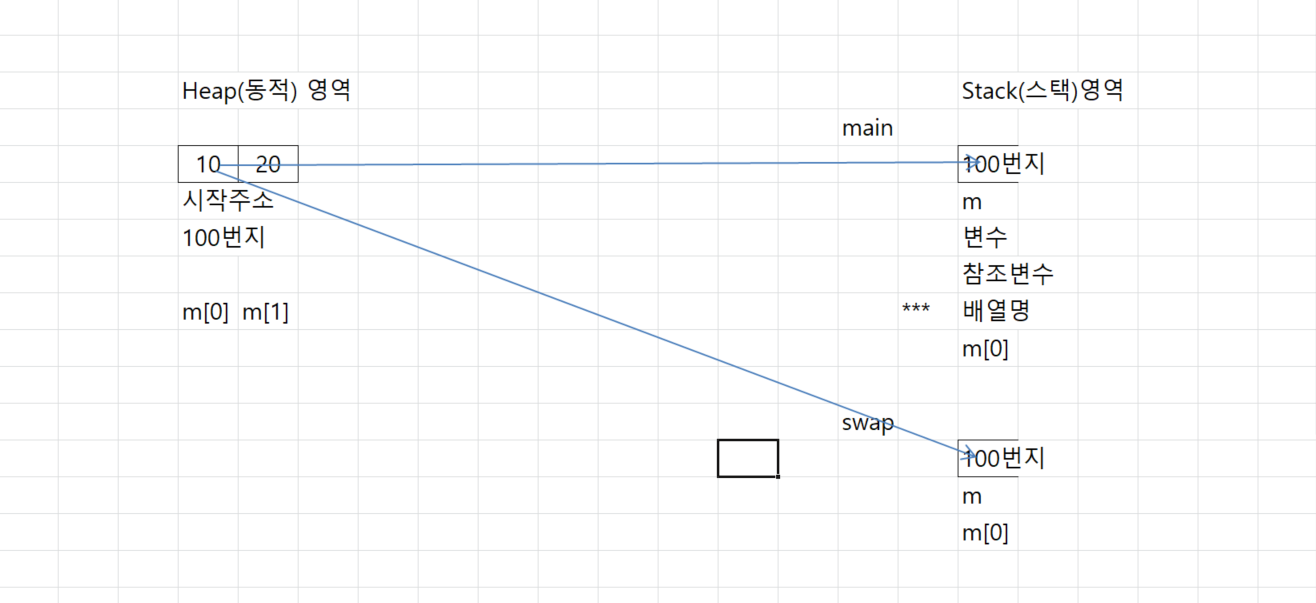 Heap(동적) 영역
Stack(스택)영역
main
10 20
100번지
시작주소
m
100번지
변수
참조변수
m[0] m[1]
*** 배열명
m[0]
swap
100번지
m
m[0]